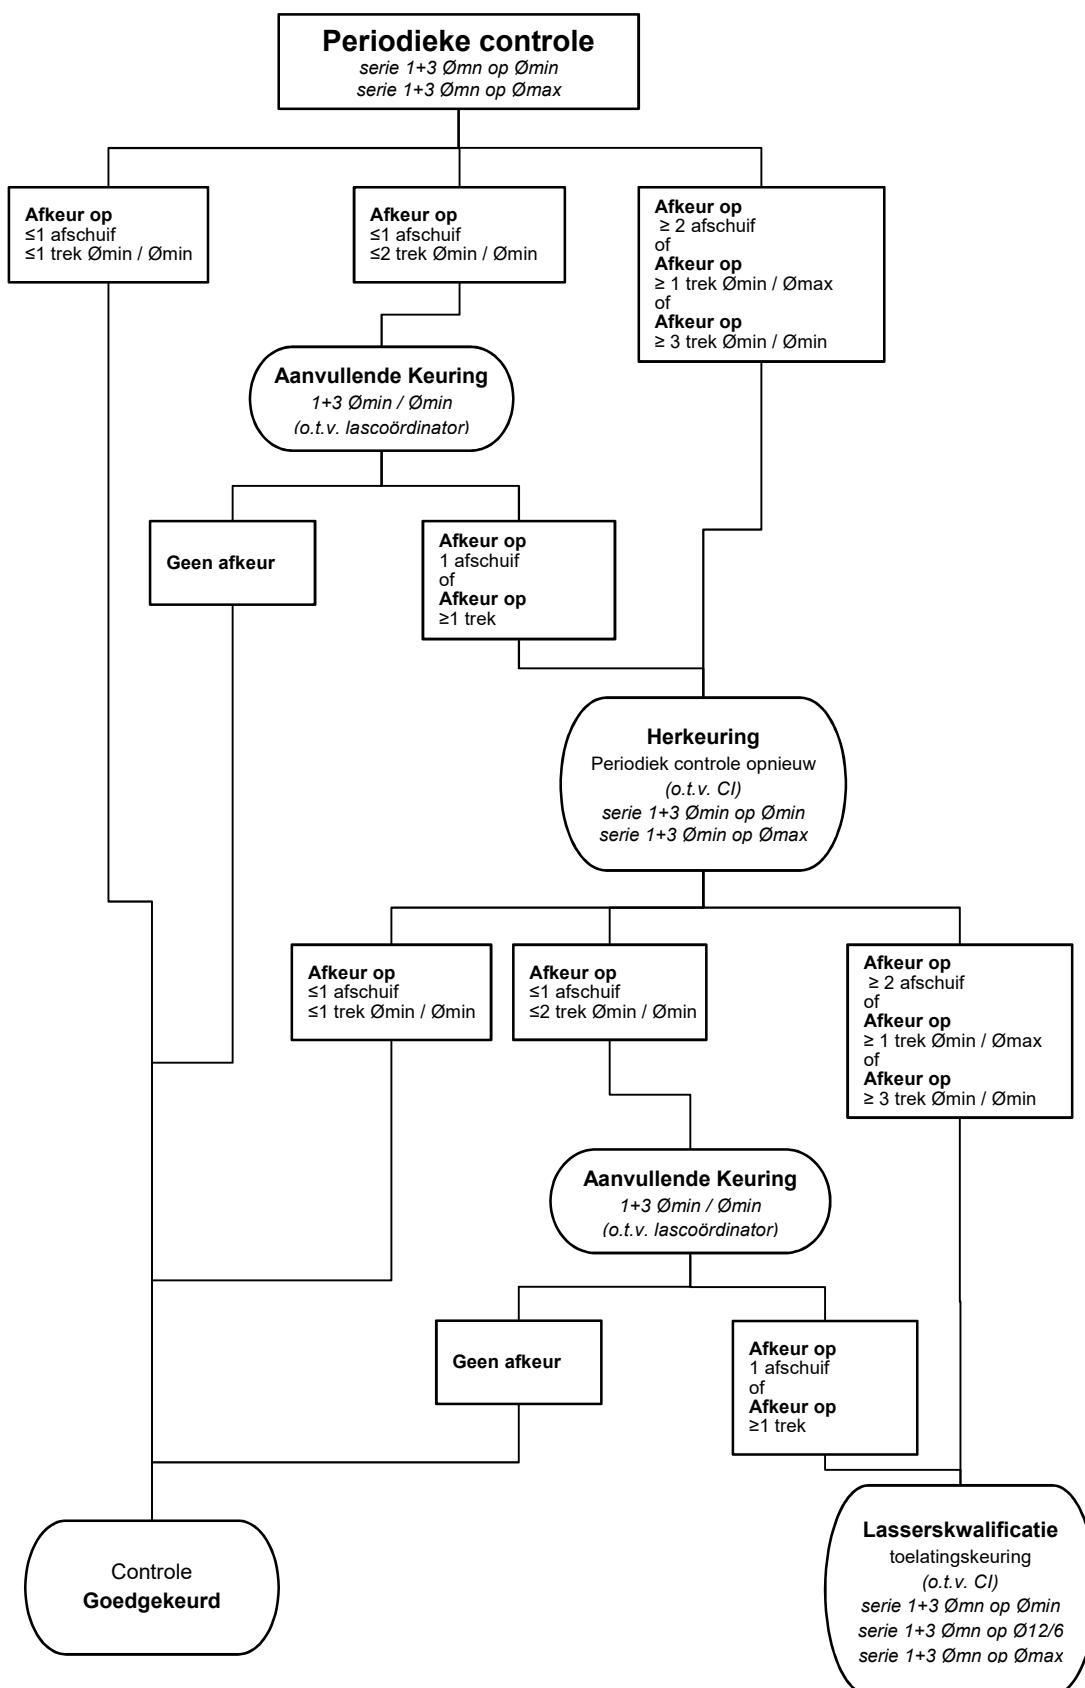 Periodieke controle
serie 1+3 Ømn op Ømin
serie 1+3 Ømn op Ømax
Afkeur op
≤1 afschuif
≤1 trek Ømin / Ømin
Afkeur op
≤1 afschuif
≤2 trek Ømin / Ømin
Afkeur op
≥ 2 afschuif
of
Afkeur op
≥ 1 trek Ømin / Ømax
of
Afkeur op
≥ 3 trek Ømin / Ømin
Aanvullende Keuring
1+3 Ømin / Ømin
(o.t.v. lascoördinator)
Geen afkeur
Afkeur op
1 afschuif
of
Afkeur op
≥1 trek
Herkeuring
Periodiek controle opnieuw
(o.t.v. CI)
serie 1+3 Ømin op Ømin
serie 1+3 Ømin op Ømax
Afkeur op
≤1 afschuif
≤1 trek Ømin / Ømin
Afkeur op
≤1 afschuif
≤2 trek Ømin / Ømin
Afkeur op
≥ 2 afschuif
of
Afkeur op
≥ 1 trek Ømin / Ømax
of
Afkeur op
≥ 3 trek Ømin / Ømin
Aanvullende Keuring
1+3 Ømin / Ømin
(o.t.v. lascoördinator)
Geen afkeur
Afkeur op
1 afschuif
of
Afkeur op
≥1 trek
Controle
Goedgekeurd
Lasserskwalificatie
toelatingskeuring
(o.t.v. CI)
serie 1+3 Ømn op Ømin
serie 1+3 Ømn op Ø12/6
serie 1+3 Ømn op Ømax